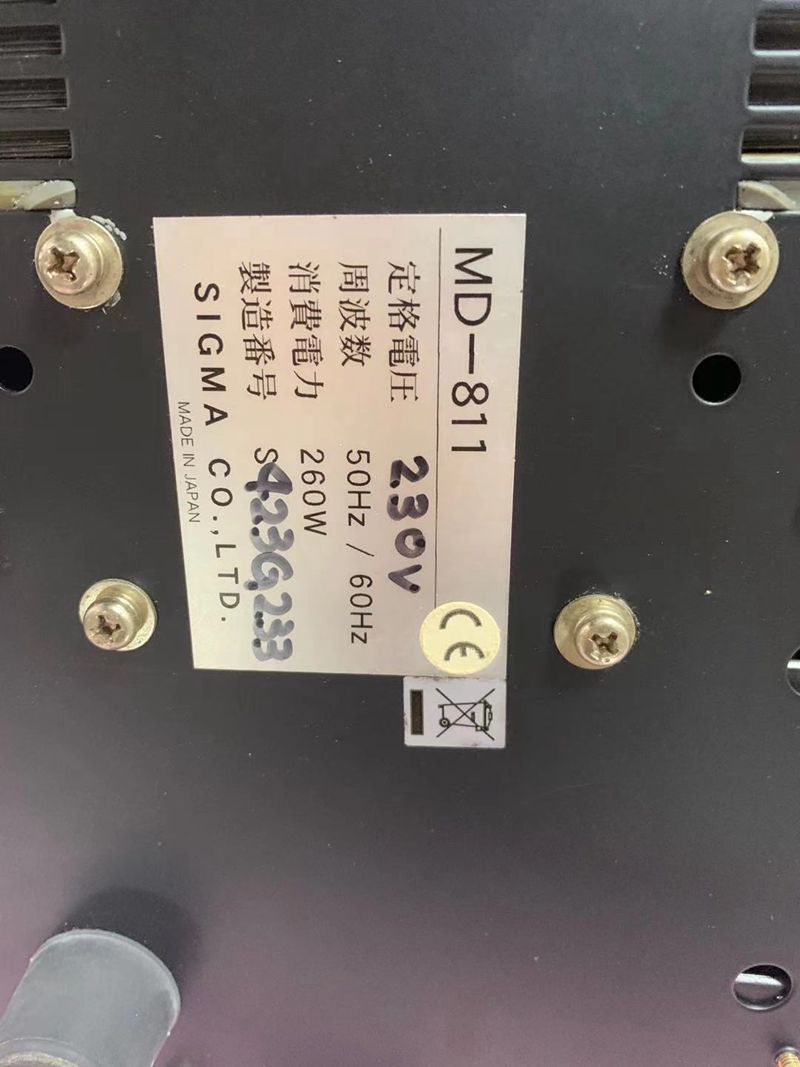 MD-811
定格電圧 230V
周波数 50Hz / 60Hz
消費電力 260W
製造番号 S4236233
SIGMA CO.,LTD.
MADE IN JAPAN
CE